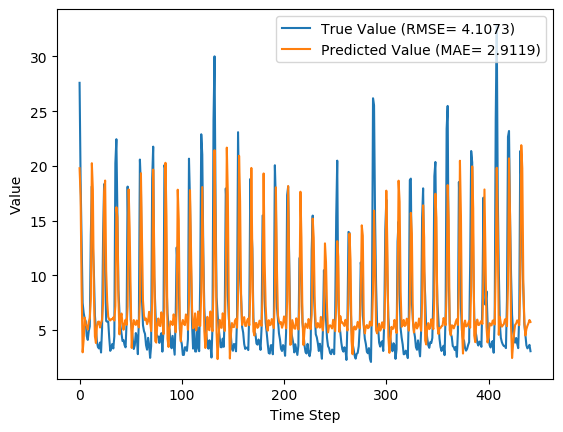 True Value (RMSE= 4.1073)
Predicted Value (MAE= 2.9119)
30
25
20
15
10
5
Value
0
100
200
300
400
Time Step